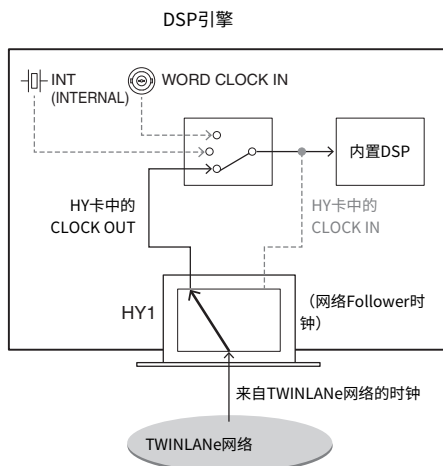 DSP引擎
INT
(INTERNAL)
WORD CLOCK IN
内置DSP
HY卡中的
CLOCK OUT
HY卡中的
CLOCK IN
HY1
（网络Follower时
钟）
来自TWINLANe网络的时钟
TWINLANe网络